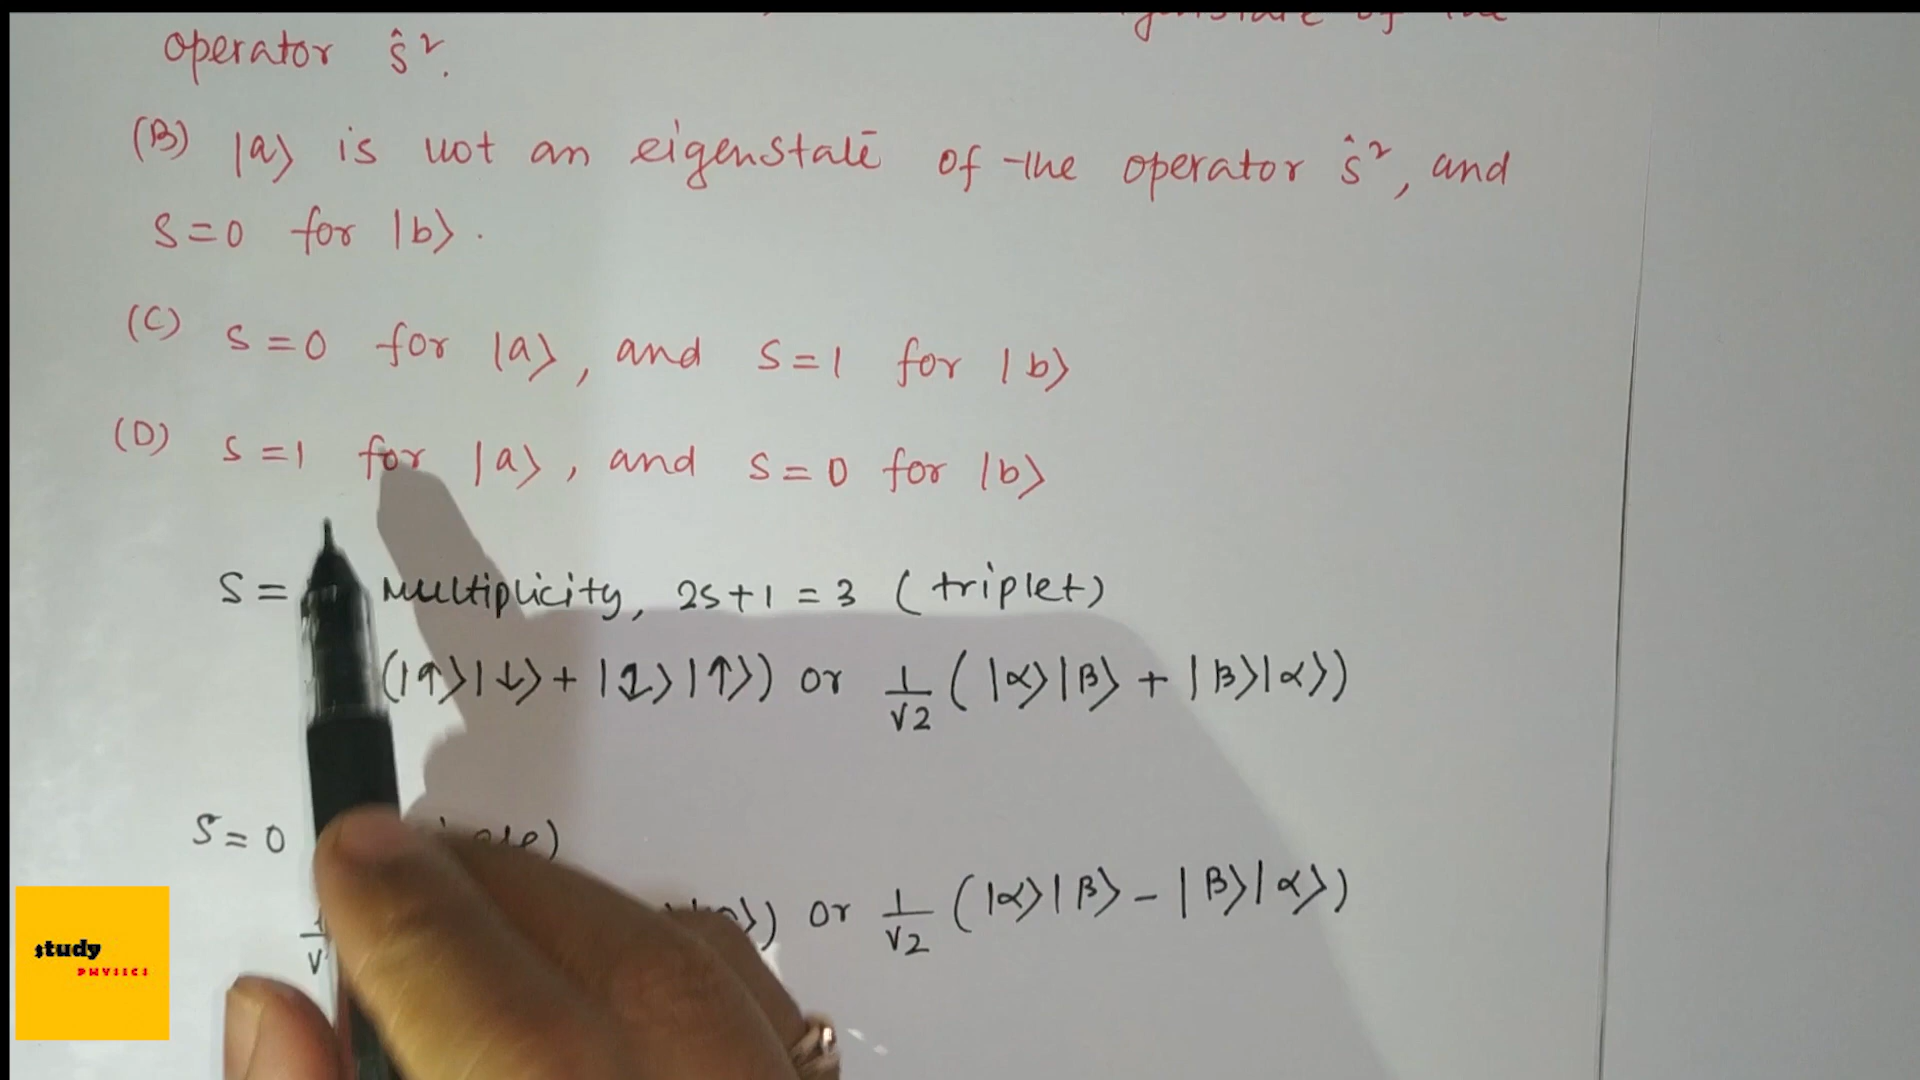 operator ŝ².
(B) |a⟩ is not an eigenstate of the operator ŝ², and
S=0 for |b⟩.
(C) S=0 for |a⟩, and S=1 for |b⟩
(D) S=1 for |a⟩, and S=0 for |b⟩
S= multiplicity, 2S+1 = 3 (triplet)
(|↑⟩|↓⟩ + |↓⟩|↑⟩) or 1/√2 (|α⟩|β⟩ + |β⟩|α⟩)
S=0
or 1/√2 (|α⟩|β⟩ - |β⟩|α⟩)
study
PHYSICS